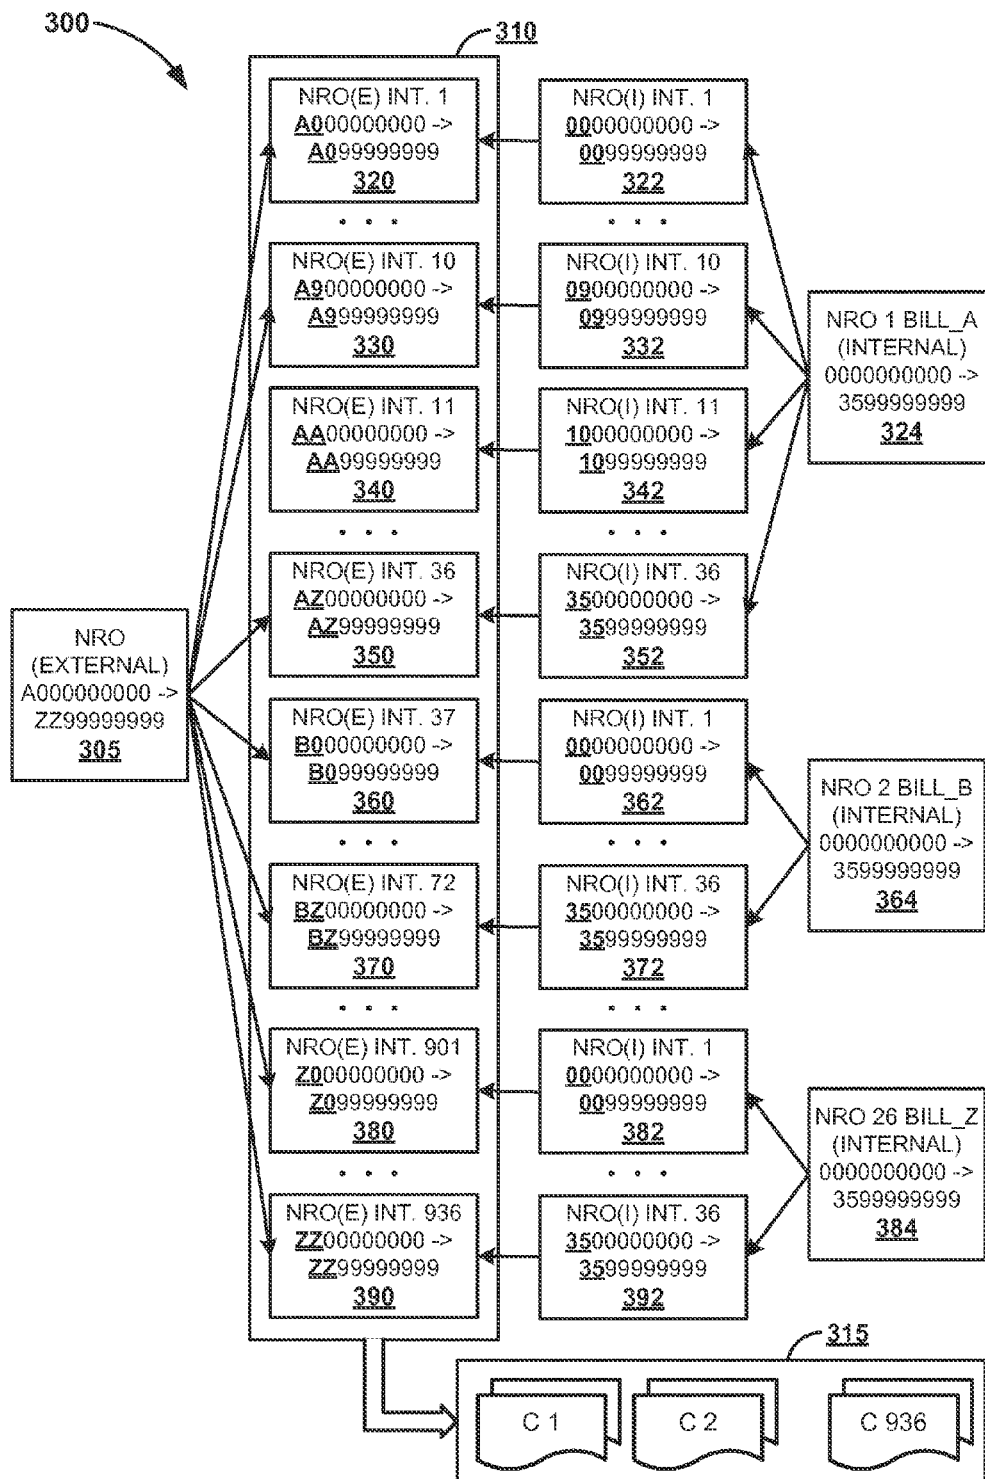 300
310
NRO(E) INT. 1
A000000000 ->
A099999999
320
NRO(I) INT. 1
0000000000 ->
0099999999
322
. . .
. . .
NRO(E) INT. 10
A900000000 ->
A999999999
330
NRO(I) INT. 10
0900000000 ->
0999999999
332
NRO 1 BILL_A
(INTERNAL)
0000000000 ->
3599999999
324
NRO(E) INT. 11
AA00000000 ->
AA99999999
340
NRO(I) INT. 11
1000000000 ->
1099999999
342
. . .
. . .
NRO(E) INT. 36
AZ00000000 ->
AZ99999999
350
NRO(I) INT. 36
3500000000 ->
3599999999
352
NRO
(EXTERNAL)
A000000000 ->
ZZ99999999
305
NRO(E) INT. 37
B000000000 ->
B099999999
360
NRO(I) INT. 1
0000000000 ->
0099999999
362
NRO 2 BILL_B
(INTERNAL)
0000000000 ->
3599999999
364
. . .
. . .
NRO(E) INT. 72
BZ00000000 ->
BZ99999999
370
NRO(I) INT. 36
3500000000 ->
3599999999
372
. . .
. . .
NRO(E) INT. 901
Z000000000 ->
Z099999999
380
NRO(I) INT. 1
0000000000 ->
0099999999
382
NRO 26 BILL_Z
(INTERNAL)
0000000000 ->
3599999999
384
. . .
. . .
NRO(E) INT. 936
ZZ00000000 ->
ZZ99999999
390
NRO(I) INT. 36
3500000000 ->
3599999999
392
315
C 1
C 2
C 936